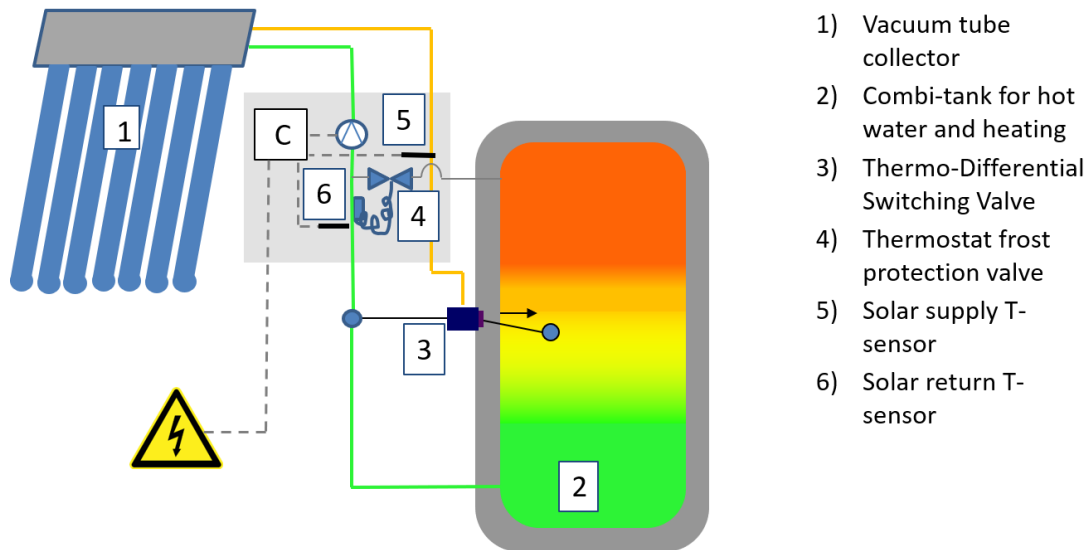 1) Vacuum tube
collector
2) Combi-tank for hot
water and heating
3) Thermo-Differential
Switching Valve
4) Thermostat frost
protection valve
5) Solar supply T-
sensor
6) Solar return T-
sensor
1
C
5
6
4
3
2